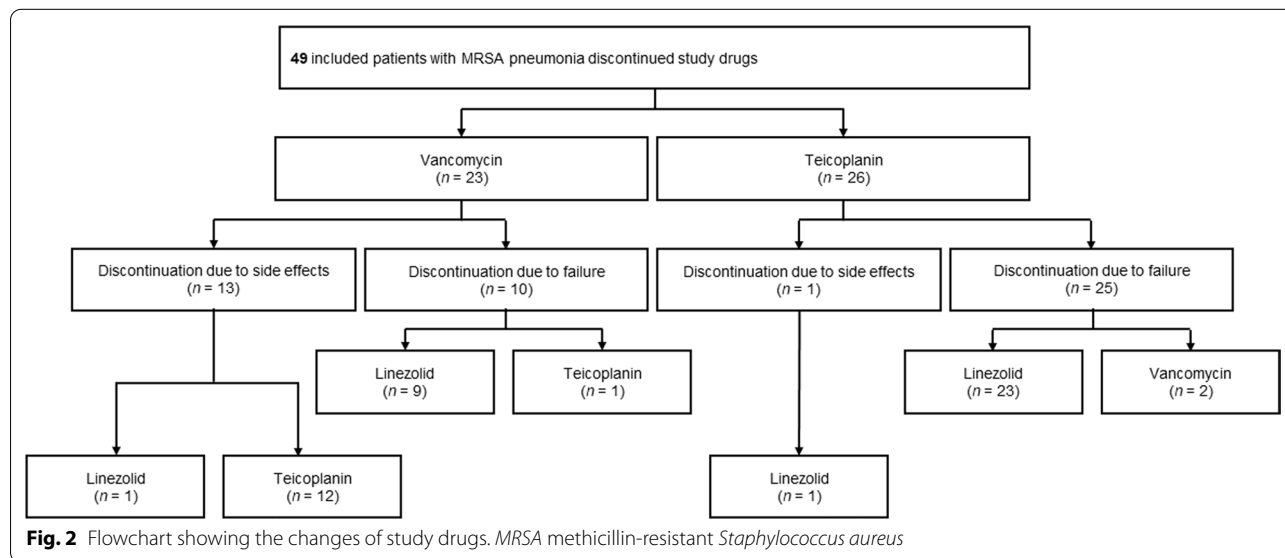 49 included patients with MRSA pneumonia discontinued study drugs
Vancomycin
(n = 23)
Teicoplanin
(n = 26)
Discontinuation due to side effects
(n = 13)
Discontinuation due to failure
(n = 10)
Discontinuation due to side effects
(n = 1)
Discontinuation due to failure
(n = 25)
Linezolid
(n = 9)
Teicoplanin
(n = 1)
Linezolid
(n = 23)
Vancomycin
(n = 2)
Linezolid
(n = 1)
Teicoplanin
(n = 12)
Linezolid
(n = 1)
Fig. 2 Flowchart showing the changes of study drugs. MRSA methicillin-resistant Staphylococcus aureus